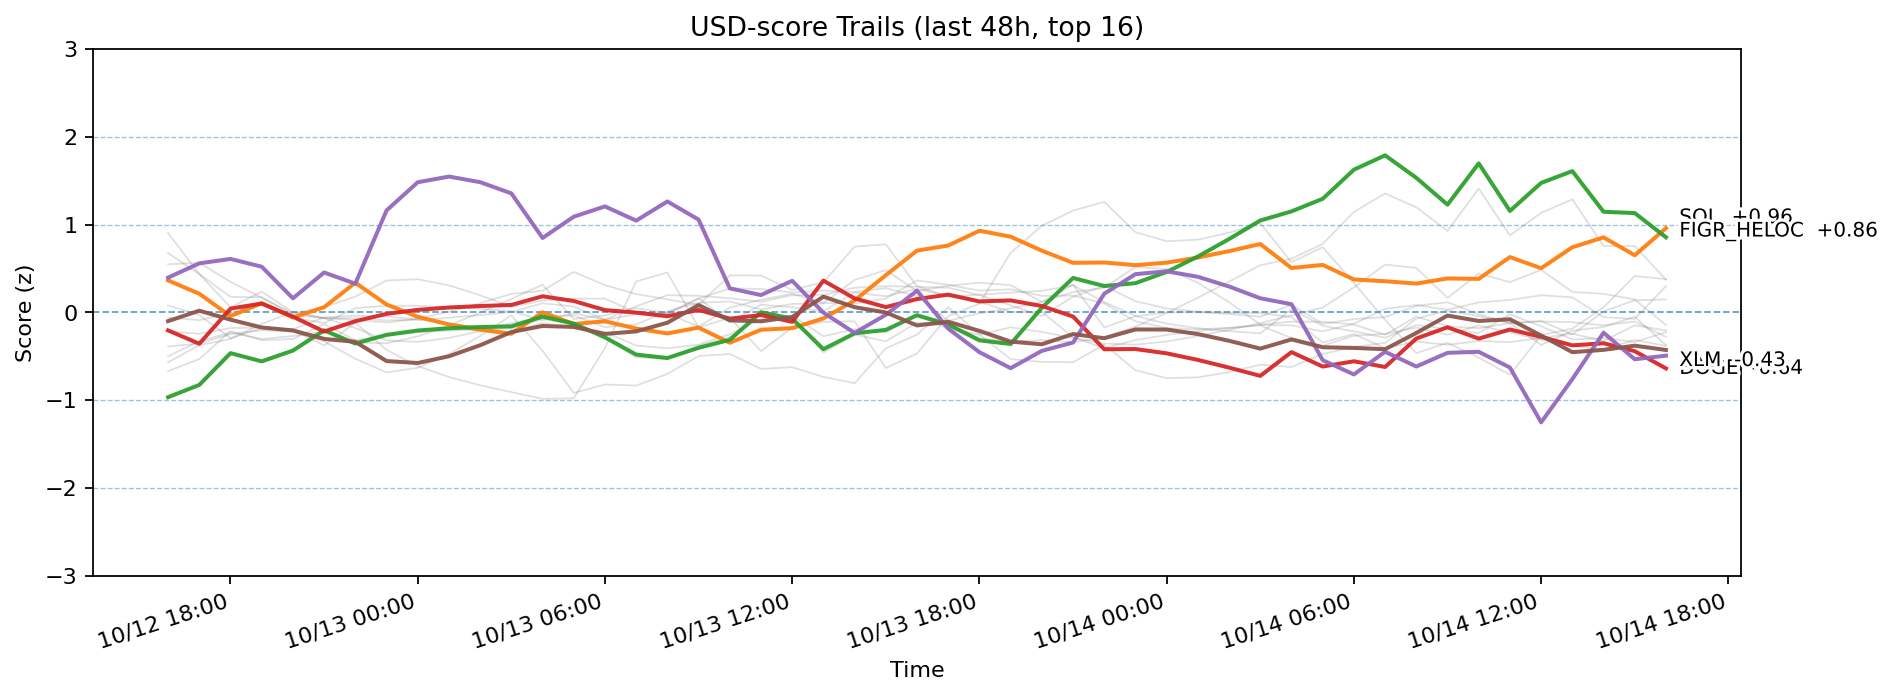 USD-score Trails (last 48h, top 16)
Score (z)
3
2
1
0
−1
−2
−3
SOL +0.96
FIGR_HELOC +0.86
XLM -0.43
DOGE -0.64
10/12 18:00
10/13 00:00
10/13 06:00
10/13 12:00
10/13 18:00
10/14 00:00
10/14 06:00
10/14 12:00
10/14 18:00
Time